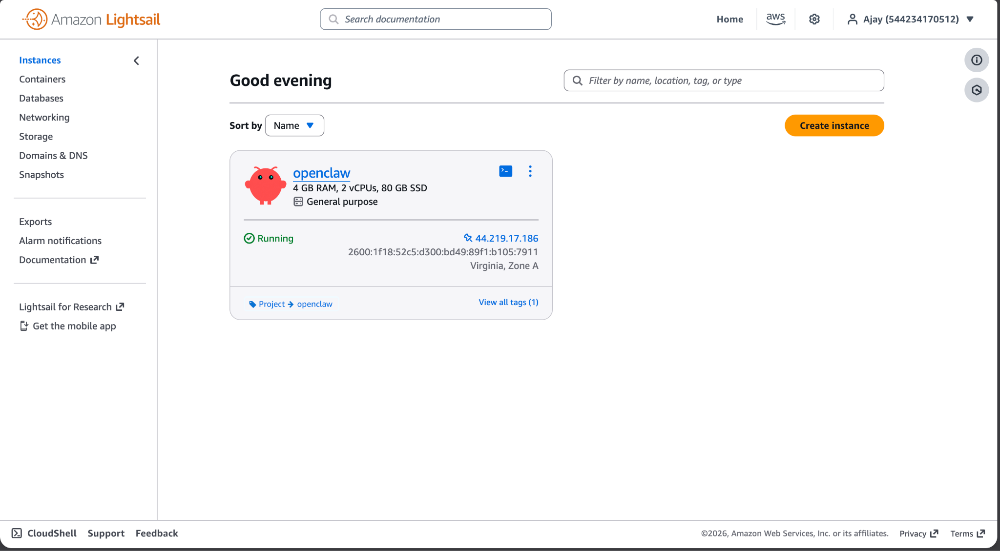 Amazon Lightsail
Search documentation
Home
aws
Ajay (544234170512)
Instances
Containers
Databases
Networking
Storage
Domains & DNS
Snapshots
Exports
Alarm notifications
Documentation
Lightsail for Research
Get the mobile app
Good evening
Filter by name, location, tag, or type
Sort by Name
Create instance
openclaw
4 GB RAM, 2 vCPUs, 80 GB SSD
General purpose
Running
44.219.17.186
2600:1f18:52c5:d300:bd49:89f1:b105:7911
Virginia, Zone A
Project → openclaw
View all tags (1)
CloudShell Support Feedback
©2026, Amazon Web Services, Inc. or its affiliates. Privacy Terms